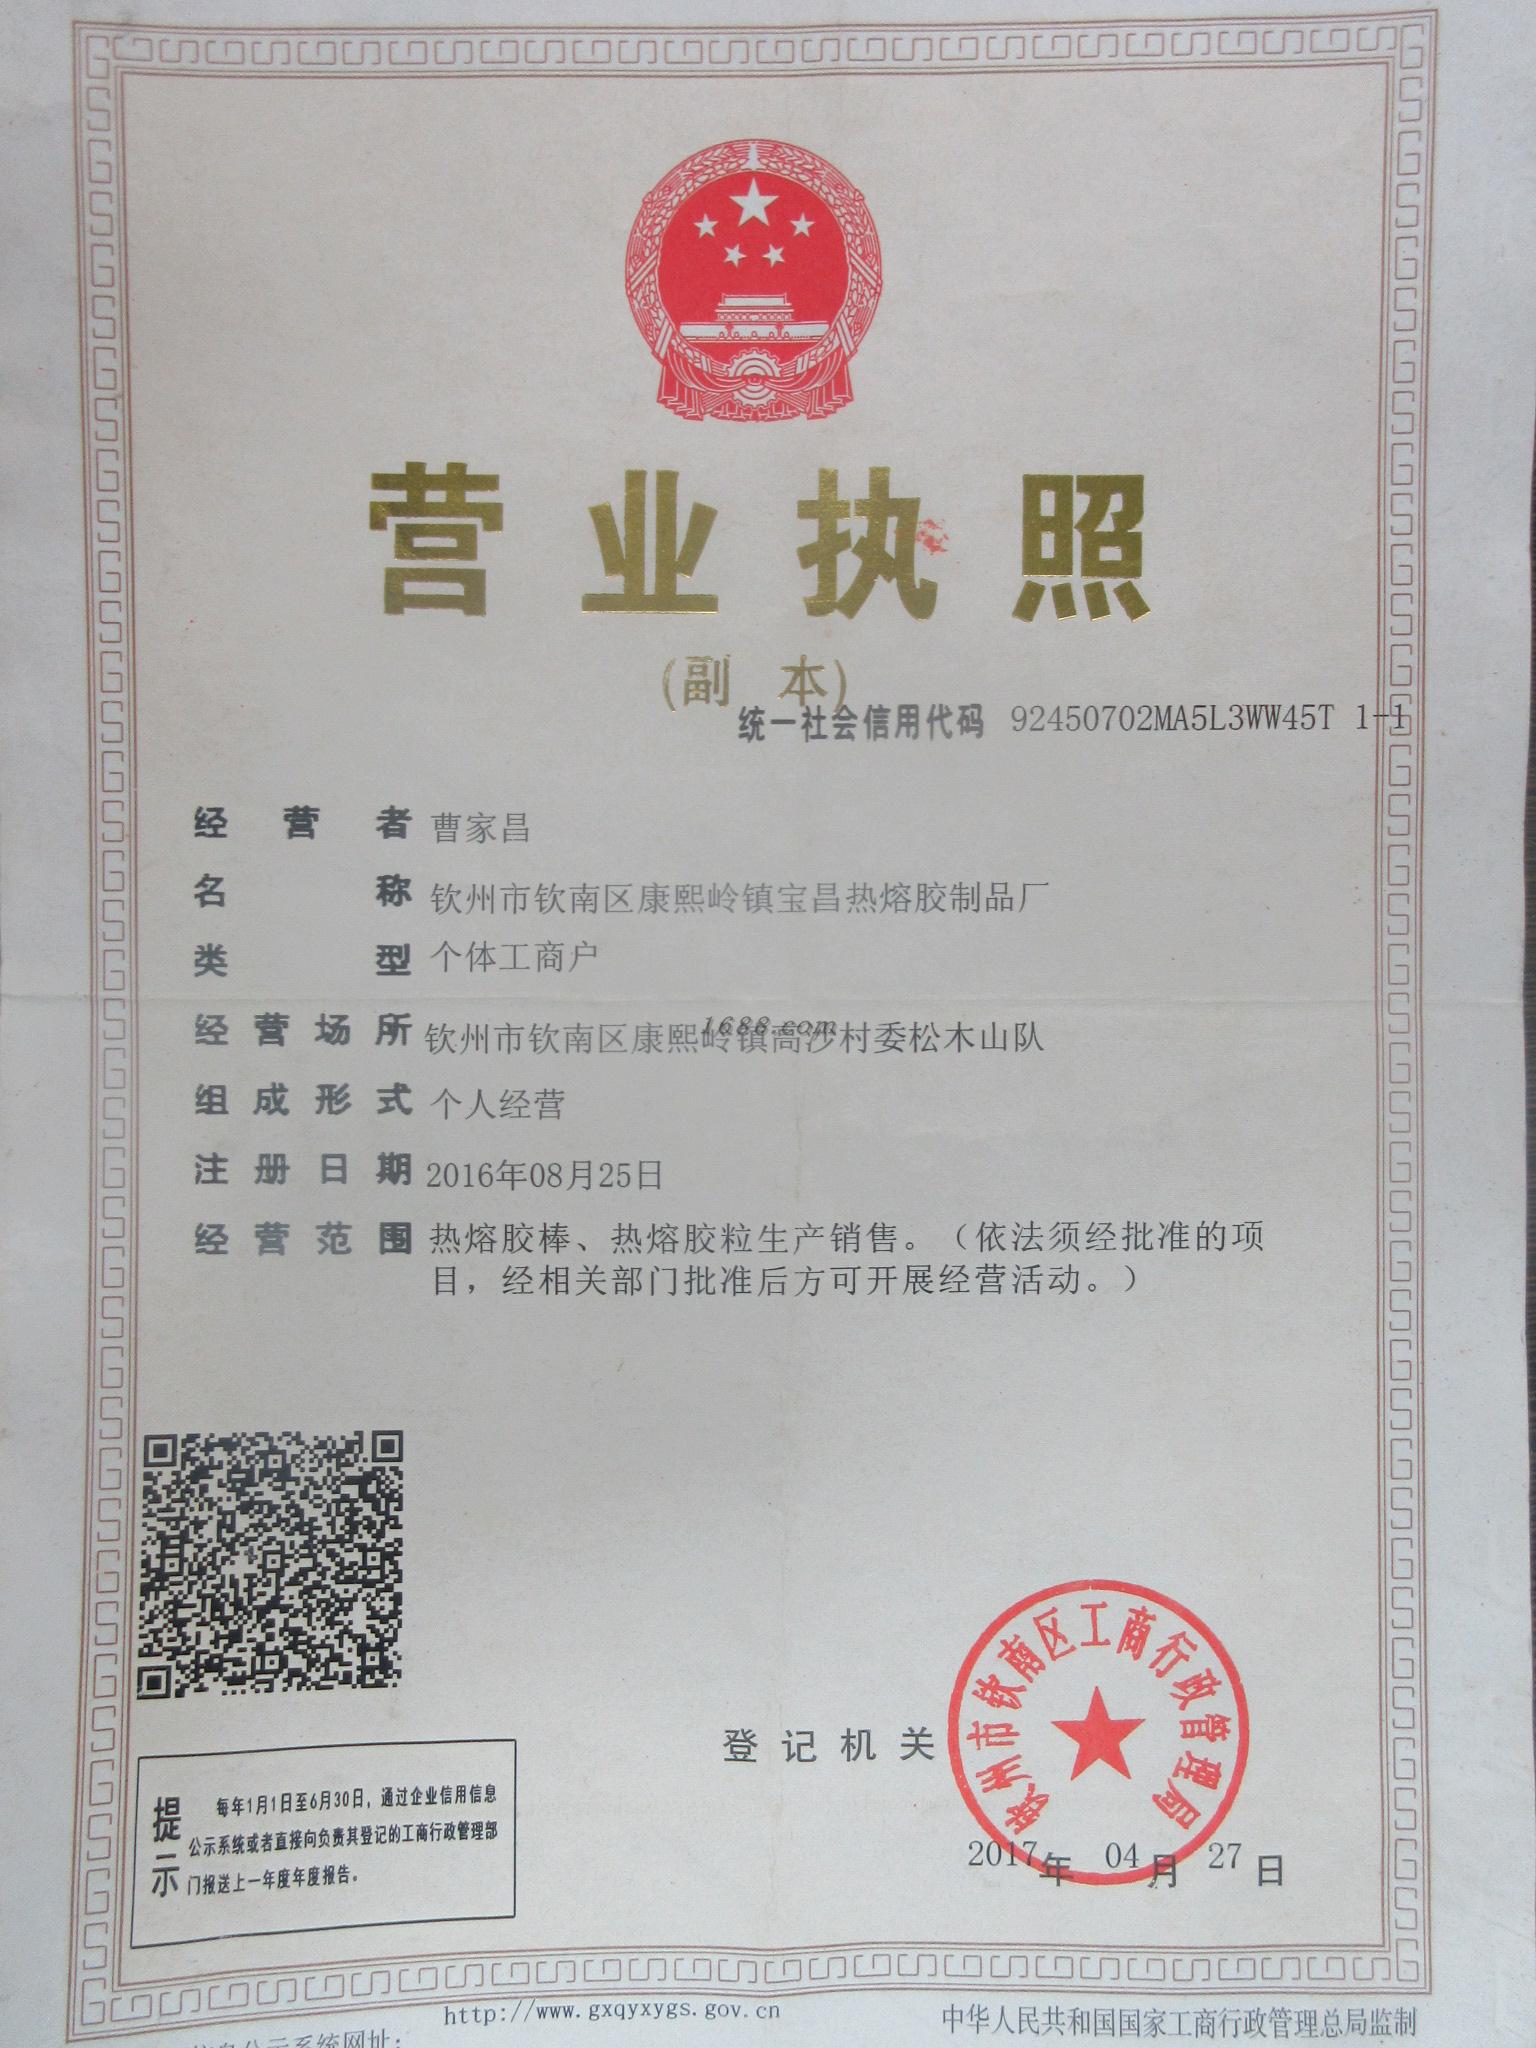 营业执照
(副 本)
统一社会信用代码 92450702MA5L3WW45T 1-1
经营者 曹家昌
名称 钦州市钦南区康熙岭镇宝昌热熔胶制品厂
类型 个体工商户
1688.com
经营场所 钦州市钦南区康熙岭镇高沙村委松木山队
组成形式 个人经营
注册日期 2016年08月25日
经营范围 热熔胶棒、热熔胶粒生产销售。（依法须经批准的项
目，经相关部门批准后方可开展经营活动。）
登记机关
钦州市钦南区工商行政管理局
2017年 04月 27日
提示
每年1月1日至6月30日，通过企业信用信息
公示系统或者直接向负责其登记的工商行政管理部
门报送上一年度年度报告。
http://www.gxqyxygs.gov.cn
中华人民共和国国家工商行政管理总局监制
信息公示系统网址：